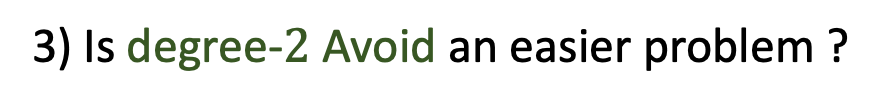 3) Is degree-2 Avoid an easier problem ?